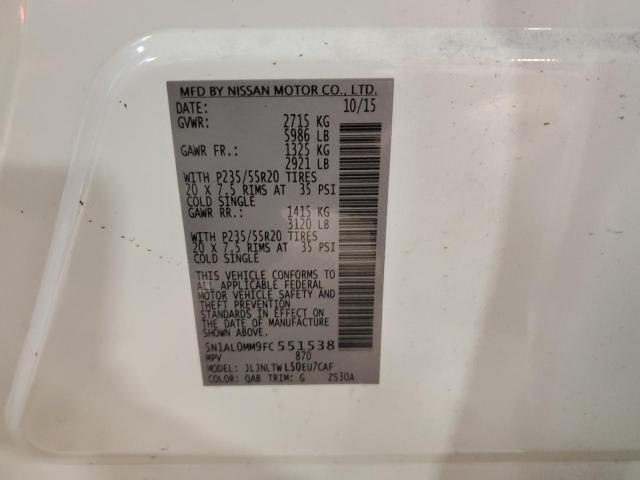 MFD BY NISSAN MOTOR CO., LTD.
DATE: 10/15
GVWR: 2715 KG
5986 LB
GAWR FR.: 1325 KG
2921 LB
WITH P235/55R20 TIRES
20 X 7.5 RIMS AT 35 PSI
COLD SINGLE
GAWR RR.: 1415 KG
3120 LB
WITH P235/55R20 TIRES
20 X 7.5 RIMS AT 35 PSI
COLD SINGLE
THIS VEHICLE CONFORMS TO
ALL APPLICABLE FEDERAL
MOTOR VEHICLE SAFETY AND
THEFT PREVENTION
STANDARDS IN EFFECT ON
THE DATE OF MANUFACTURE
SHOWN ABOVE.
5N1AL0MM9FC551538
MPV 870
MODEL: JLJNLTWL50EU7CAF
COLOR: QAB TRIM: G ZS30A